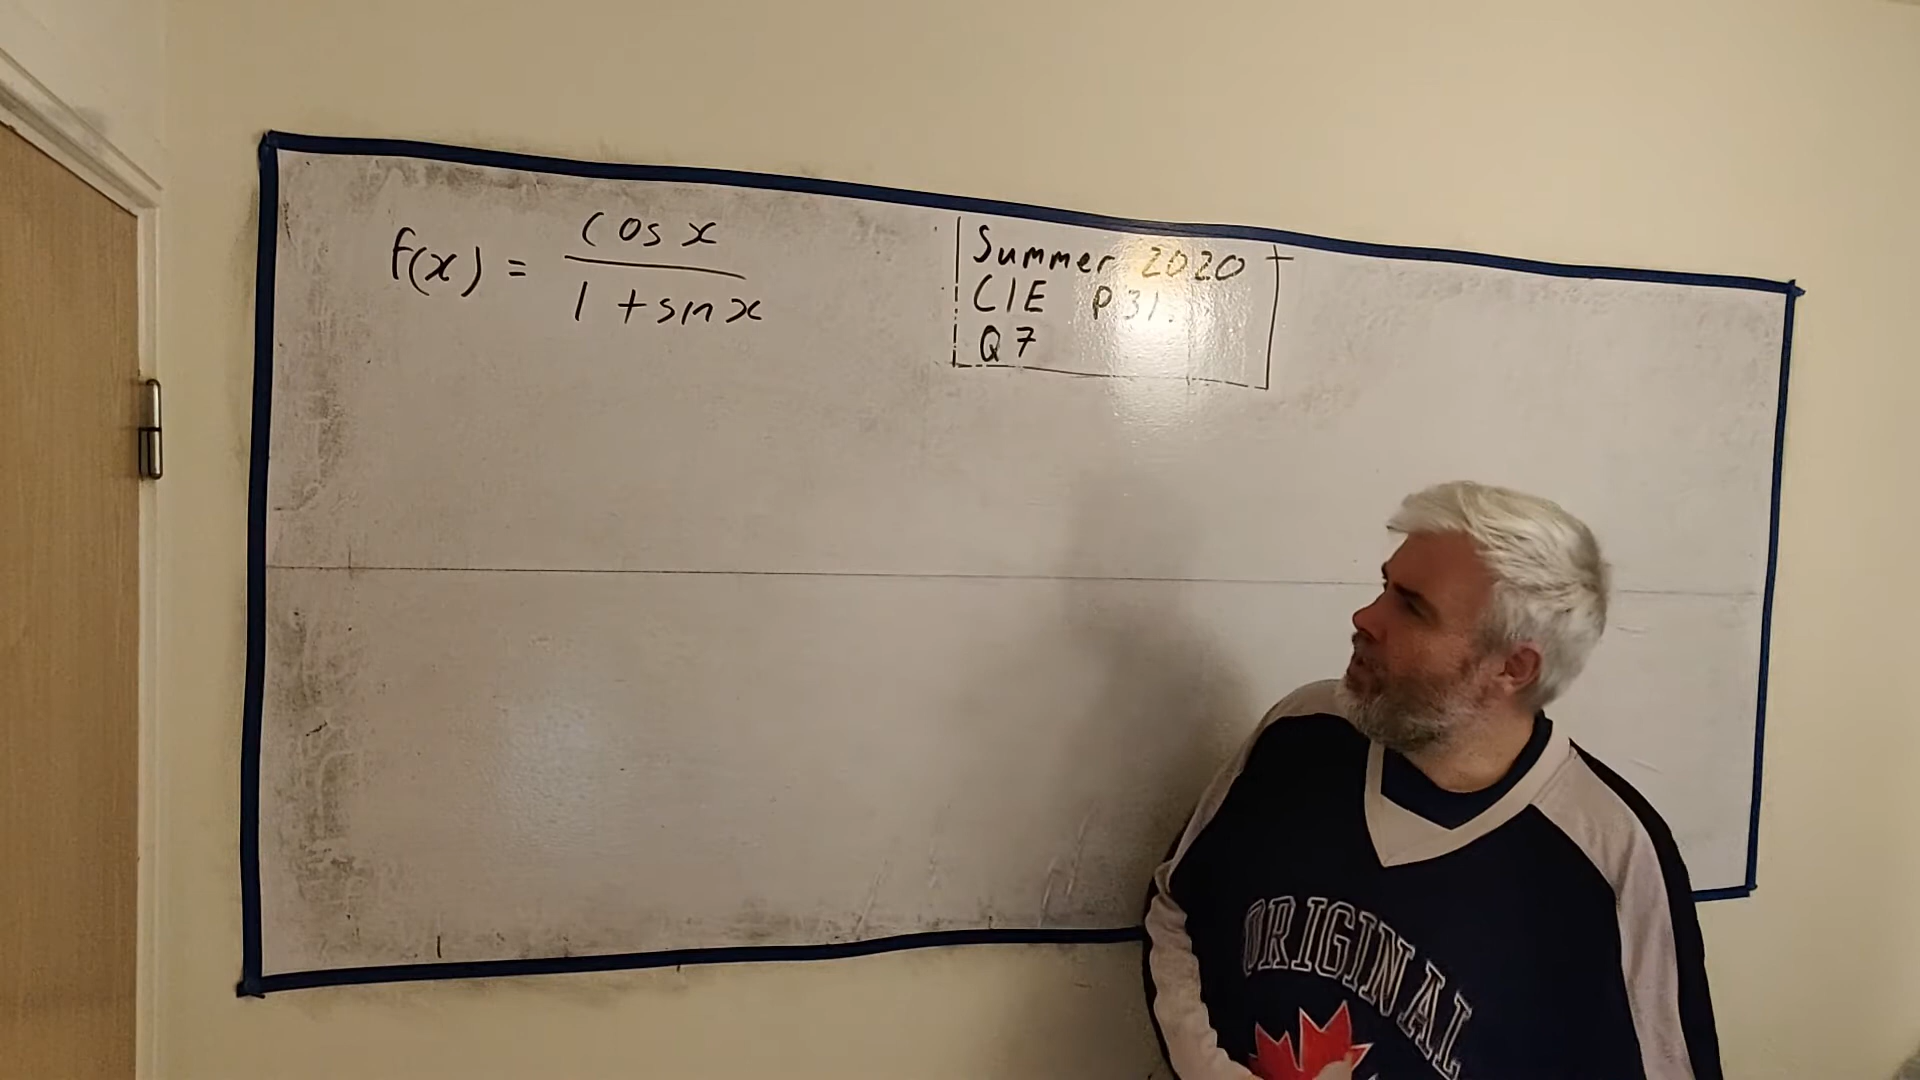 f(x) = cos x / 1 + sin x
Summer 2020
CIE P31.
Q7
ORIGINAL